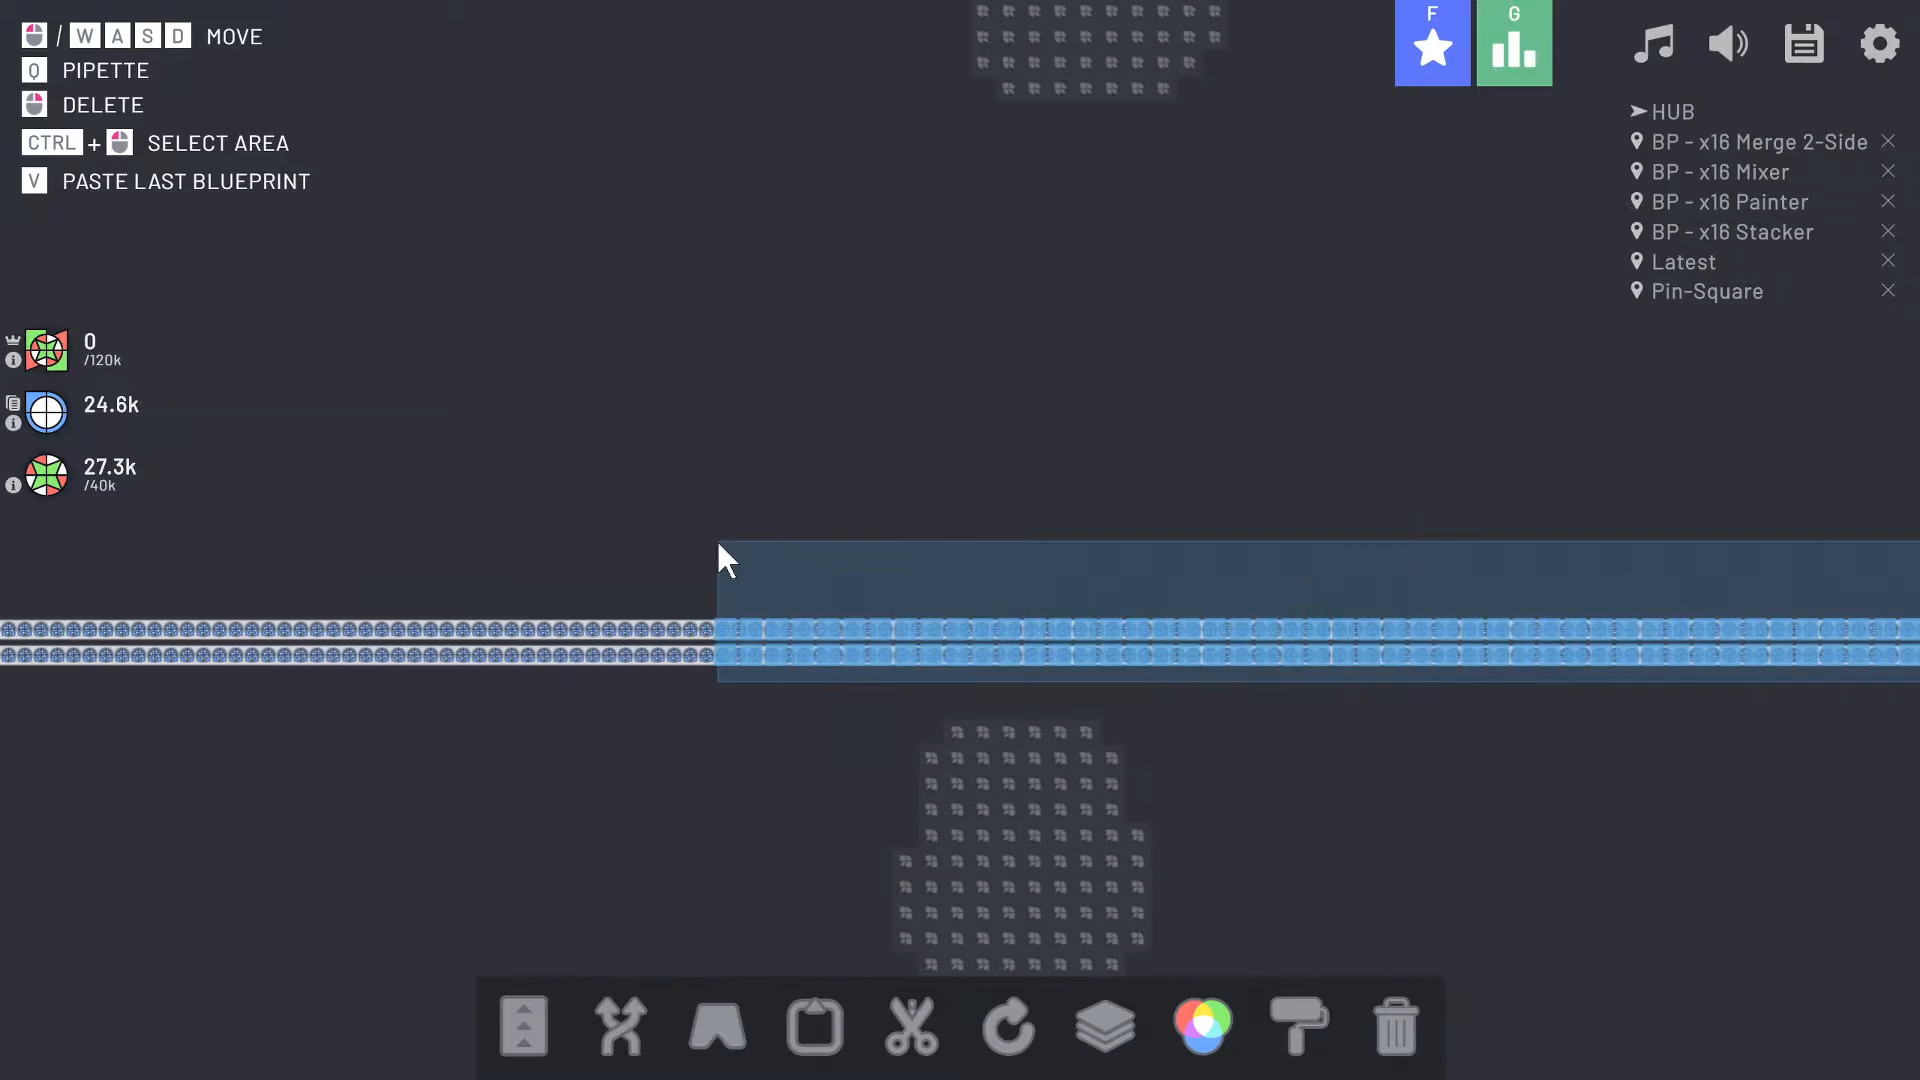 / W A S D MOVE
Q PIPETTE
DELETE
CTRL + SELECT AREA
V PASTE LAST BLUEPRINT
F
G
HUB
BP - x16 Merge 2-Side
BP - x16 Mixer
BP - x16 Painter
BP - x16 Stacker
Latest
Pin-Square
0
/120k
24.6k
27.3k
/40k